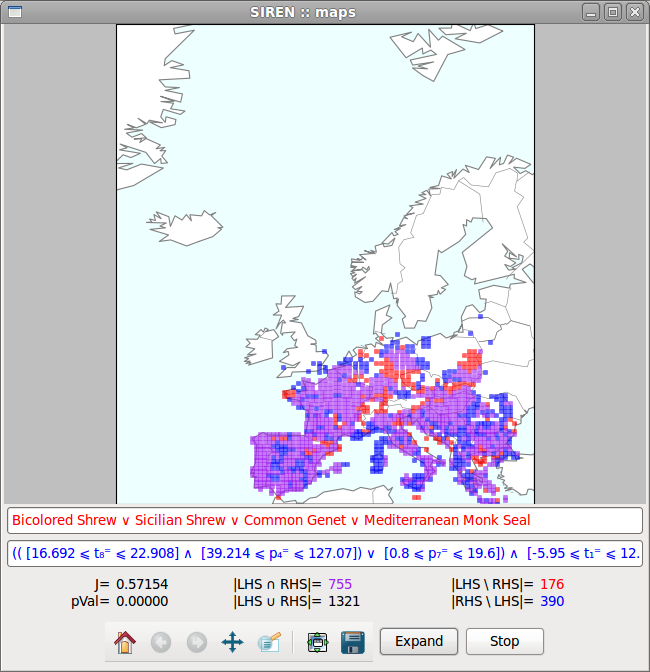 SIREN :: maps
Bicolored Shrew ∨ Sicilian Shrew ∨ Common Genet ∨ Mediterranean Monk Seal
(( [16.692 ⩽ t₈⁼ ⩽ 22.908] ∧ [39.214 ⩽ p₄⁼ ⩽ 127.07]) ∨ [0.8 ⩽ p₇⁼ ⩽ 19.6]) ∧ [-5.95 ⩽ t₁⁼ ⩽ 12.
J= 0.57154 |LHS ∩ RHS|= 755 |LHS \ RHS|= 176
pVal= 0.00000 |LHS ∪ RHS|= 1321 |RHS \ LHS|= 390
Expand Stop